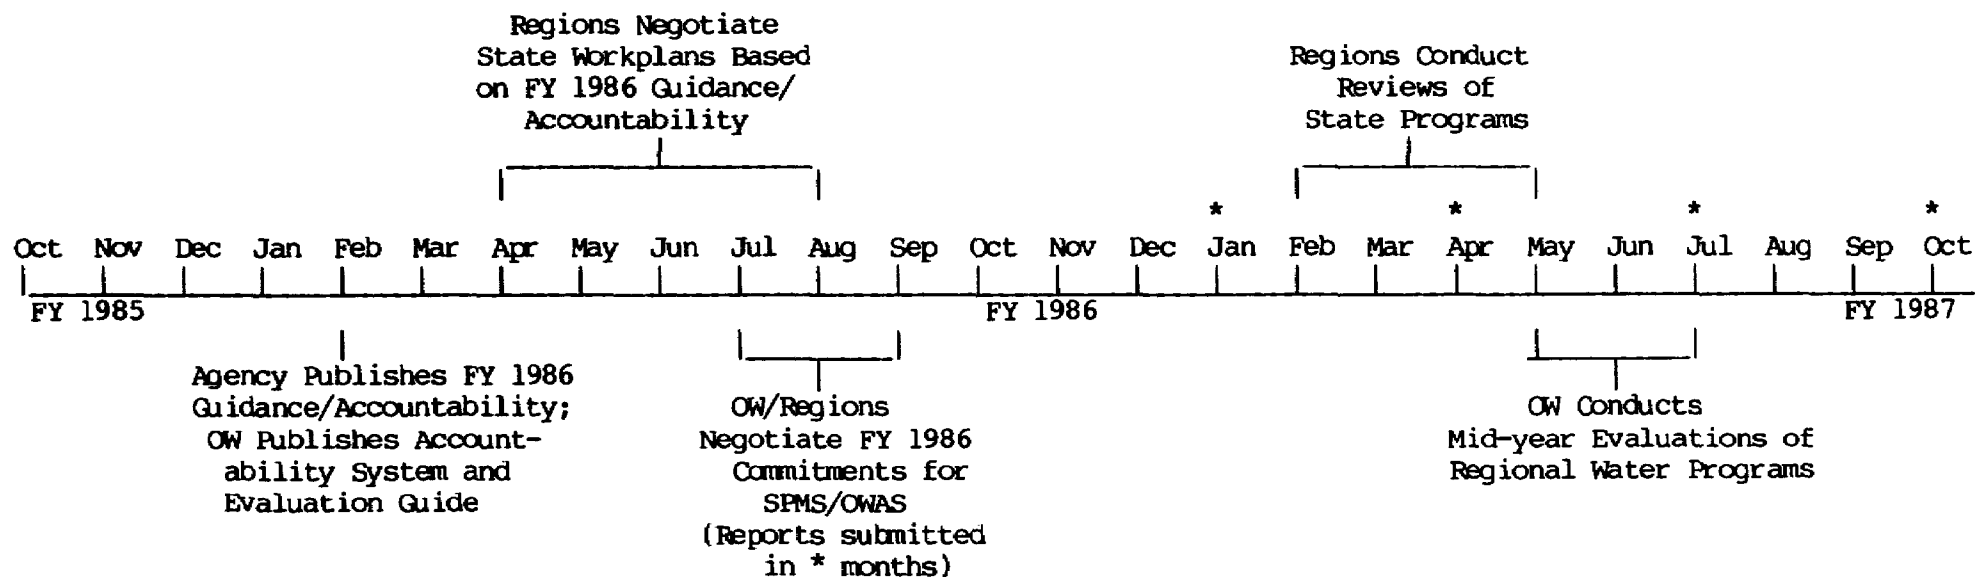 Regions Negotiate
State Workplans Based
on FY 1986 Guidance/
Accountability
Regions Conduct
Reviews of
State Programs
* * * *
Oct Nov Dec Jan Feb Mar Apr May Jun Jul Aug Sep Oct Nov Dec Jan Feb Mar Apr May Jun Jul Aug Sep Oct
FY 1985 FY 1986 FY 1987
Agency Publishes FY 1986
Guidance/Accountability;
OW Publishes Account-
ability System and
Evaluation Guide
OW/Regions
Negotiate FY 1986
Commitments for
SPMS/OWAS
(Reports submitted
in * months)
OW Conducts
Mid-year Evaluations of
Regional Water Programs